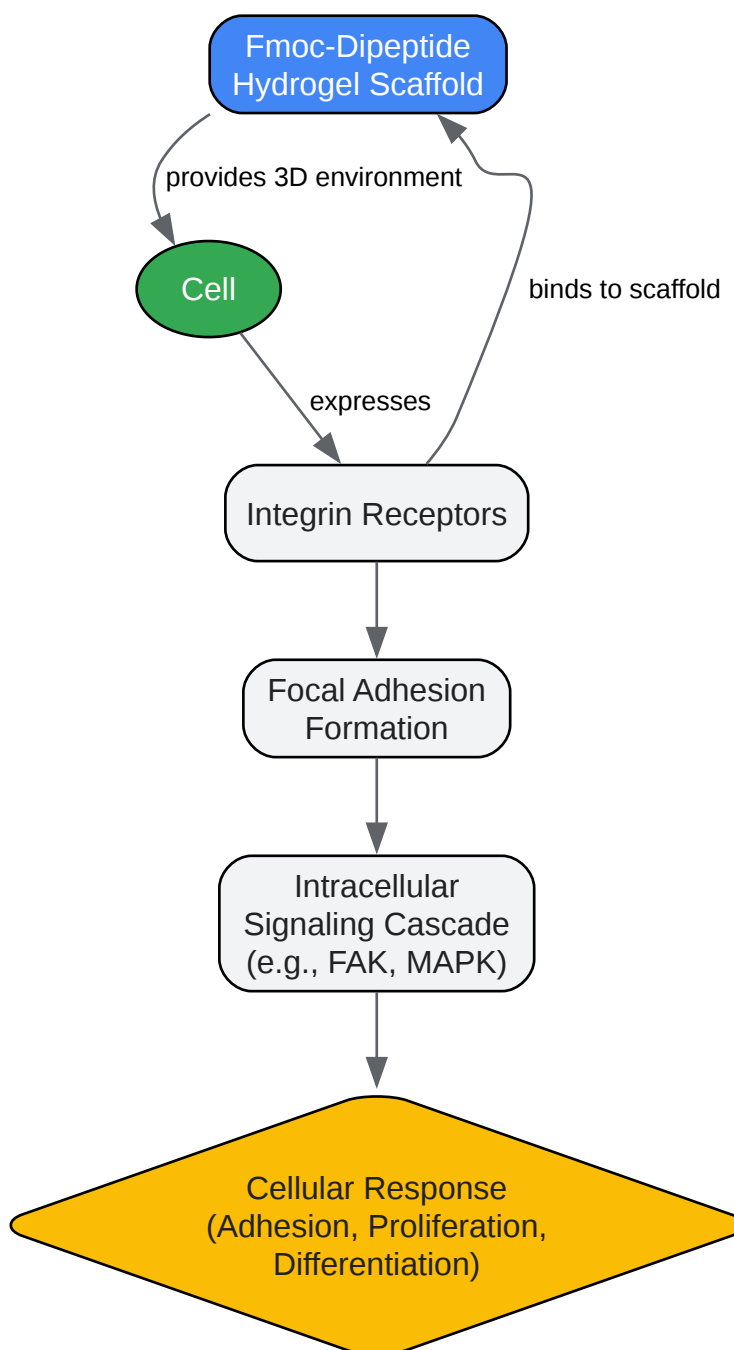 Fmoc-Dipeptide
Hydrogel Scaffold
provides 3D environment
Cell
binds to scaffold
expresses
Integrin Receptors
Focal Adhesion
Formation
Intracellular
Signaling Cascade
(e.g., FAK, MAPK)
Cellular Response
(Adhesion, Proliferation,
Differentiation)